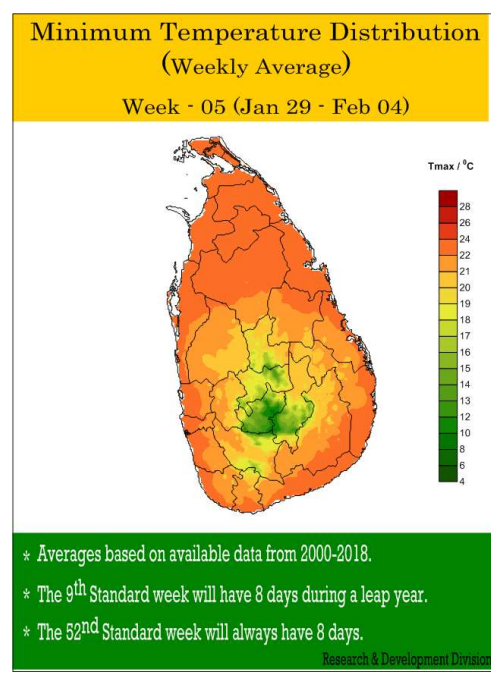 Minimum Temperature Distribution
(Weekly Average)
Week - 05 (Jan 29 - Feb 04)
Tmax / ⁰C
28
26
24
22
21
20
19
18
17
16
15
14
13
12
10
8
6
4
* Averages based on available data from 2000-2018.
* The 9th Standard week will have 8 days during a leap year.
* The 52nd Standard week will always have 8 days.
Research & Development Division